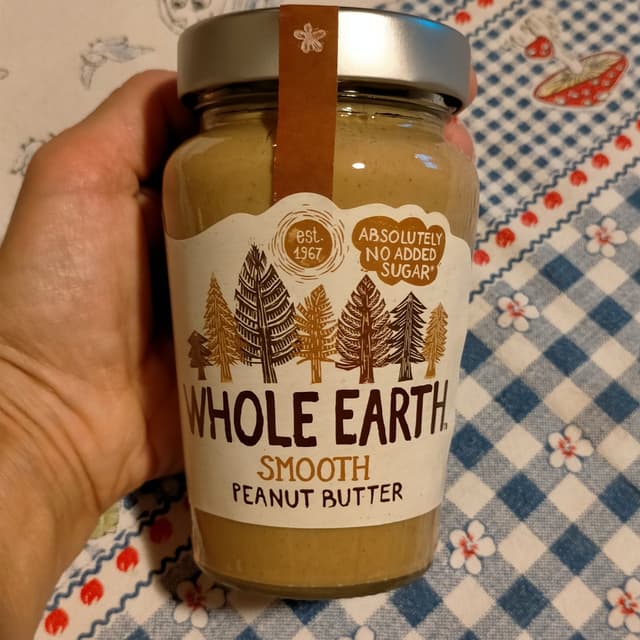 est.
1967
ABSOLUTELY
NO ADDED
SUGAR*
WHOLE EARTH
SMOOTH
PEANUT BUTTER